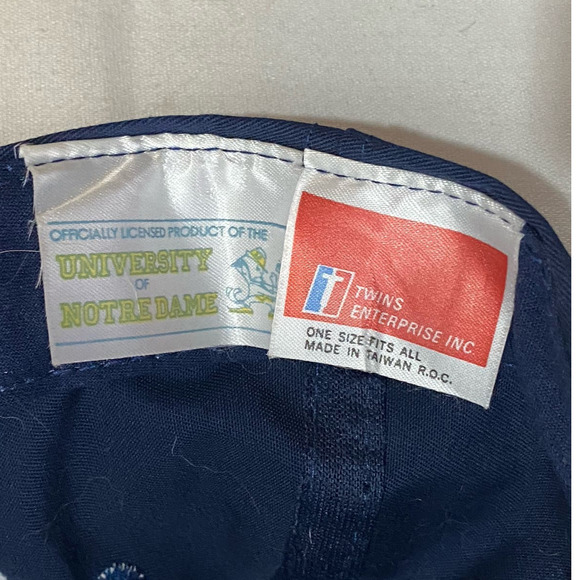 OFFICIALLY LICENSED PRODUCT OF THE
UNIVERSITY
OF
NOTRE DAME
T
TWINS
ENTERPRISE INC.
ONE SIZE FITS ALL
MADE IN TAIWAN R.O.C.